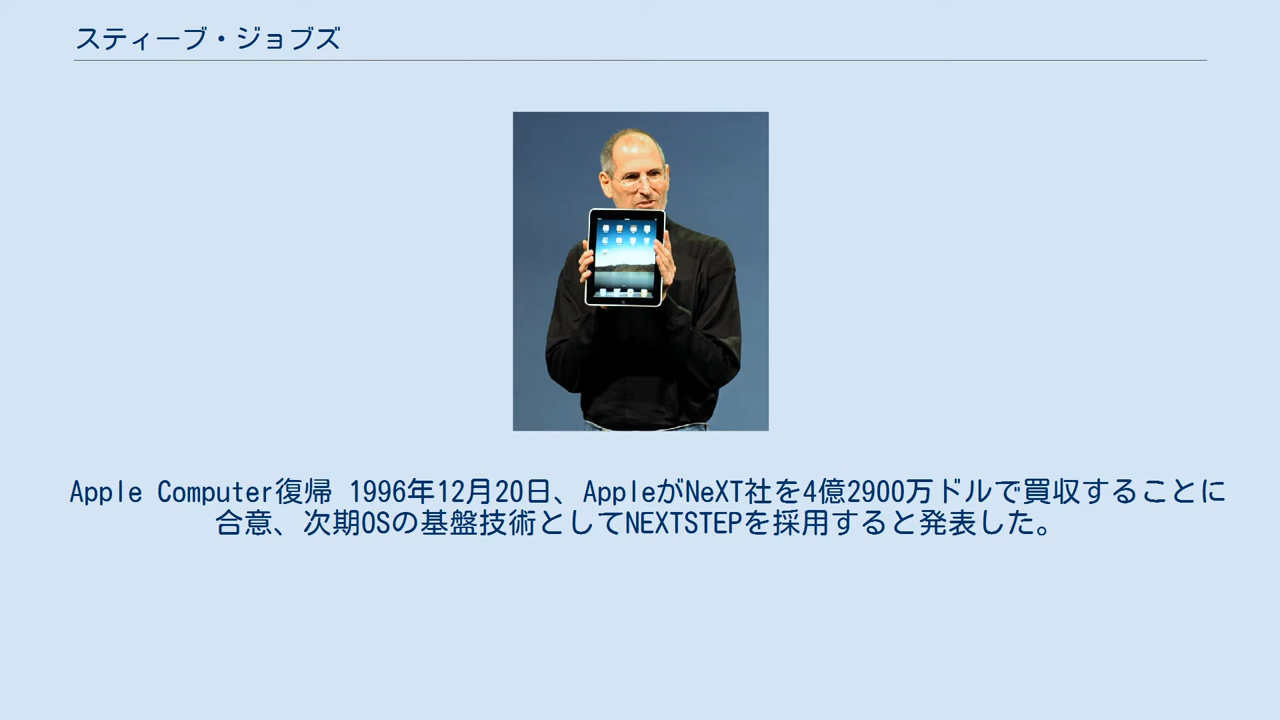 スティーブ・ジョブズ
Apple Computer復帰 1996年12月20日、AppleがNeXT社を4億2900万ドルで買収することに
合意、次期OSの基盤技術としてNEXTSTEPを採用すると発表した。